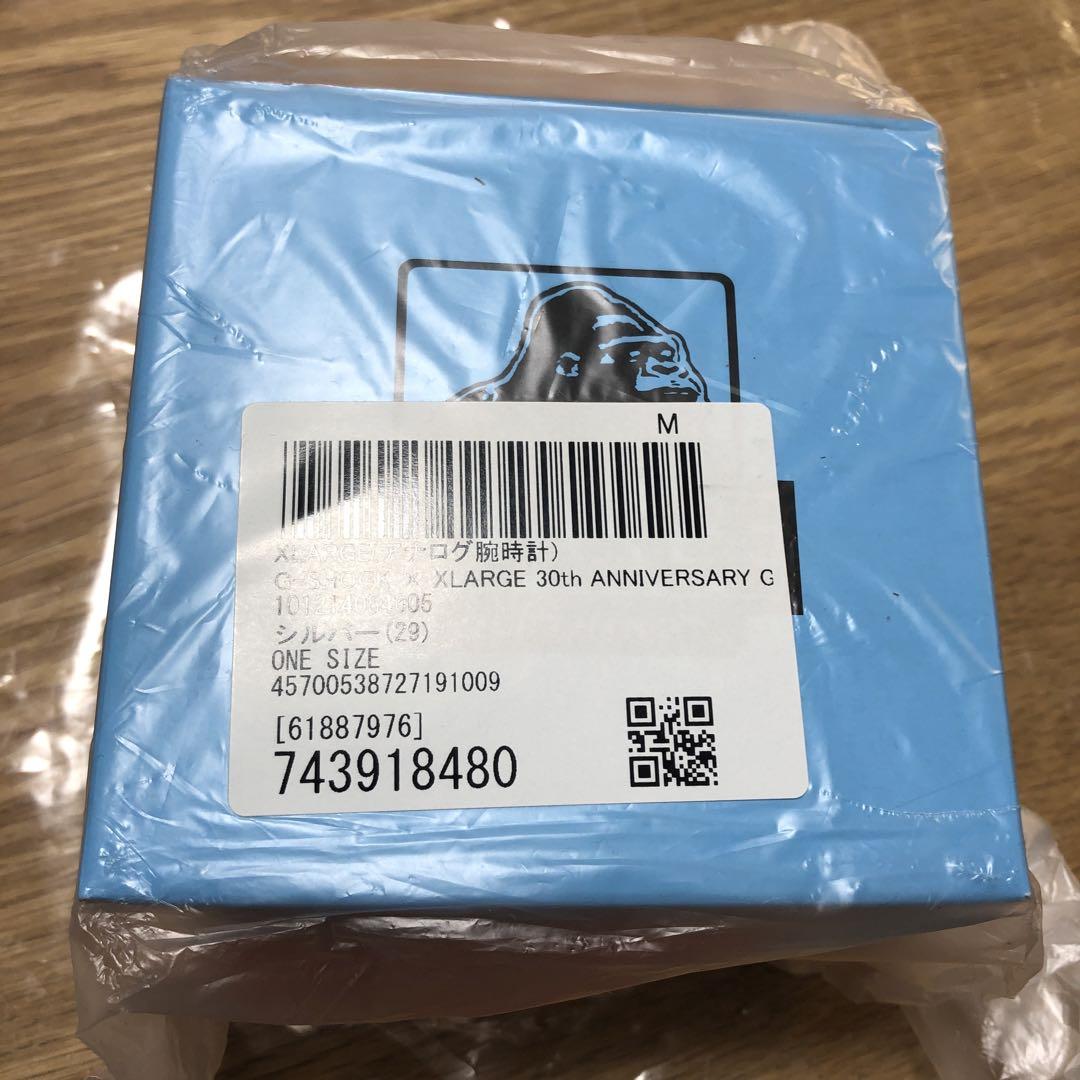 M
XLARGE(アナログ腕時計)
G-SHOCK × XLARGE 30th ANNIVERSARY G
シルバー(29)
ONE SIZE
45700538727191009
[61887976]
743918480